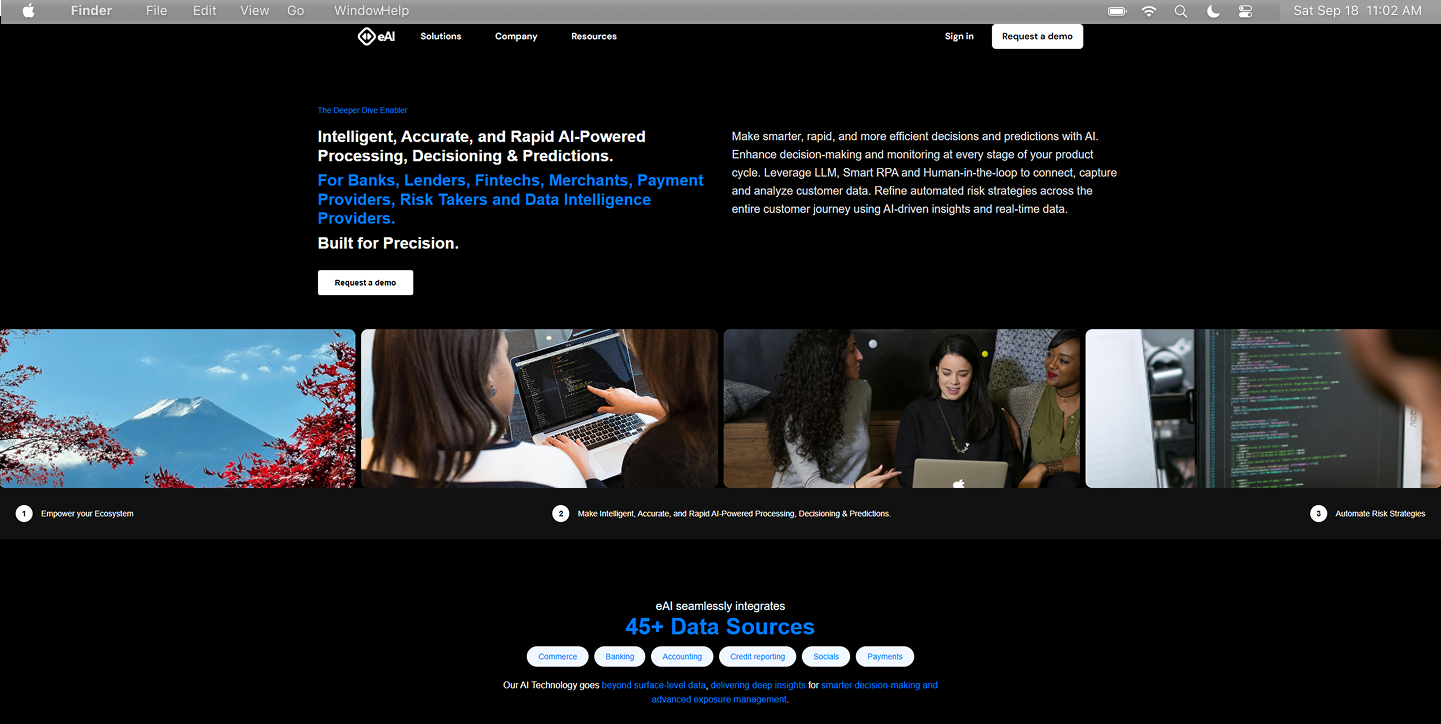 Finder File Edit View Go Window Help Sat Sep 18 11:02 AM
eAI Solutions Company Resources Sign in Request a demo
The Deeper Dive Enabler
Intelligent, Accurate, and Rapid AI-Powered
Processing, Decisioning & Predictions.
For Banks, Lenders, Fintechs, Merchants, Payment
Providers, Risk Takers and Data Intelligence
Providers.
Built for Precision.
Request a demo
Make smarter, rapid, and more efficient decisions and predictions with AI.
Enhance decision-making and monitoring at every stage of your product
cycle. Leverage LLM, Smart RPA and Human-in-the-loop to connect, capture
and analyze customer data. Refine automated risk strategies across the
entire customer journey using AI-driven insights and real-time data.
1 Empower your Ecosystem
2 Make Intelligent, Accurate, and Rapid AI-Powered Processing, Decisioning & Predictions.
3 Automate Risk Strategies
eAI seamlessly integrates
45+ Data Sources
Commerce Banking Accounting Credit reporting Socials Payments
Our AI Technology goes beyond surface-level data, delivering deep insights for smarter decision-making and
advanced exposure management.